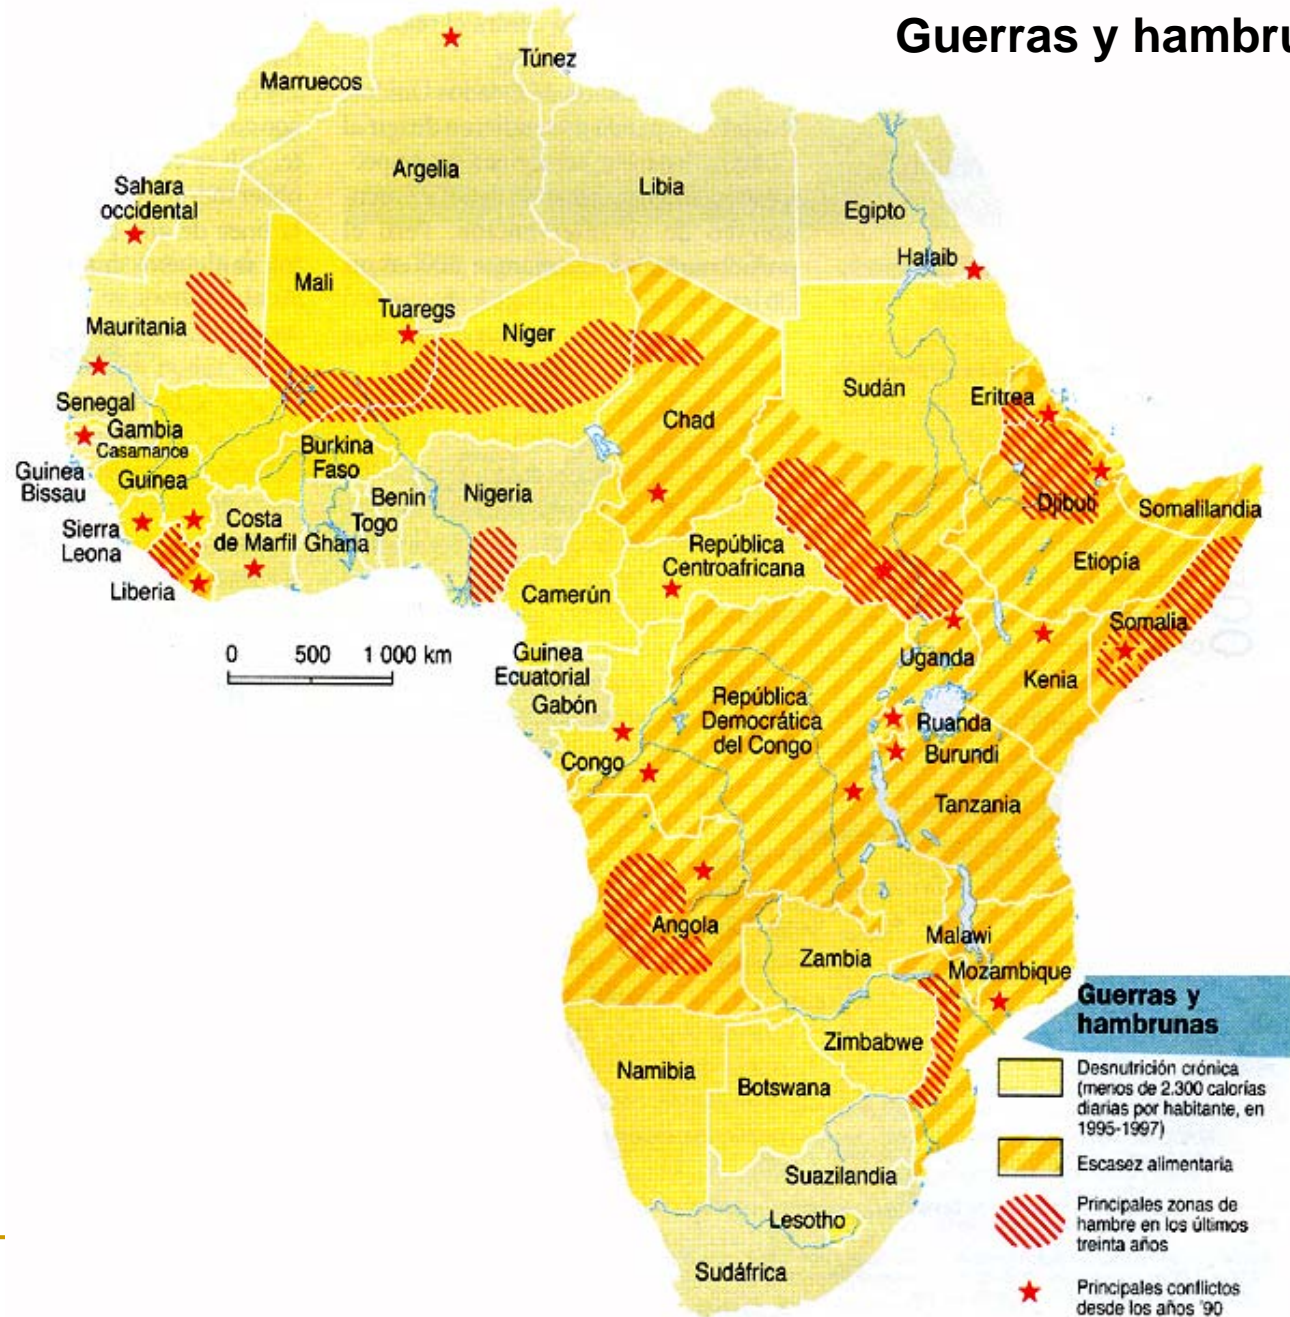 Guerras y hambru
Túnez
Marruecos
Argelia
Libia
Sahara
occidental
Egipto
Halaib
Mali
Tuaregs
Níger
Mauritania
Sudán
Eritrea
Senegal
Gambia
Casamance
Chad
Burkina
Faso
Guinea
Bissau
Guinea
Benin
Nigeria
Djibuti
Somalilandia
Sierra
Leona
Costa
de Marfil
Togo
Ghana
República
Centroafricana
Etiopía
Liberia
Camerún
Somalia
0 500 1 000 km
Guinea
Ecuatorial
Gabón
Uganda
Kenia
República
Democrática
del Congo
Ruanda
Burundi
Congo
Tanzania
Angola
Malawi
Zambia
Mozambique
Zimbabwe
Namibia
Botswana
Suazilandia
Lesotho
Sudáfrica
Guerras y
hambrunas
Desnutrición crónica
(menos de 2.300 calorías
diarias por habitante, en
1995-1997)
Escasez alimentaria
Principales zonas de
hambre en los últimos
treinta años
Principales conflictos
desde los años '90